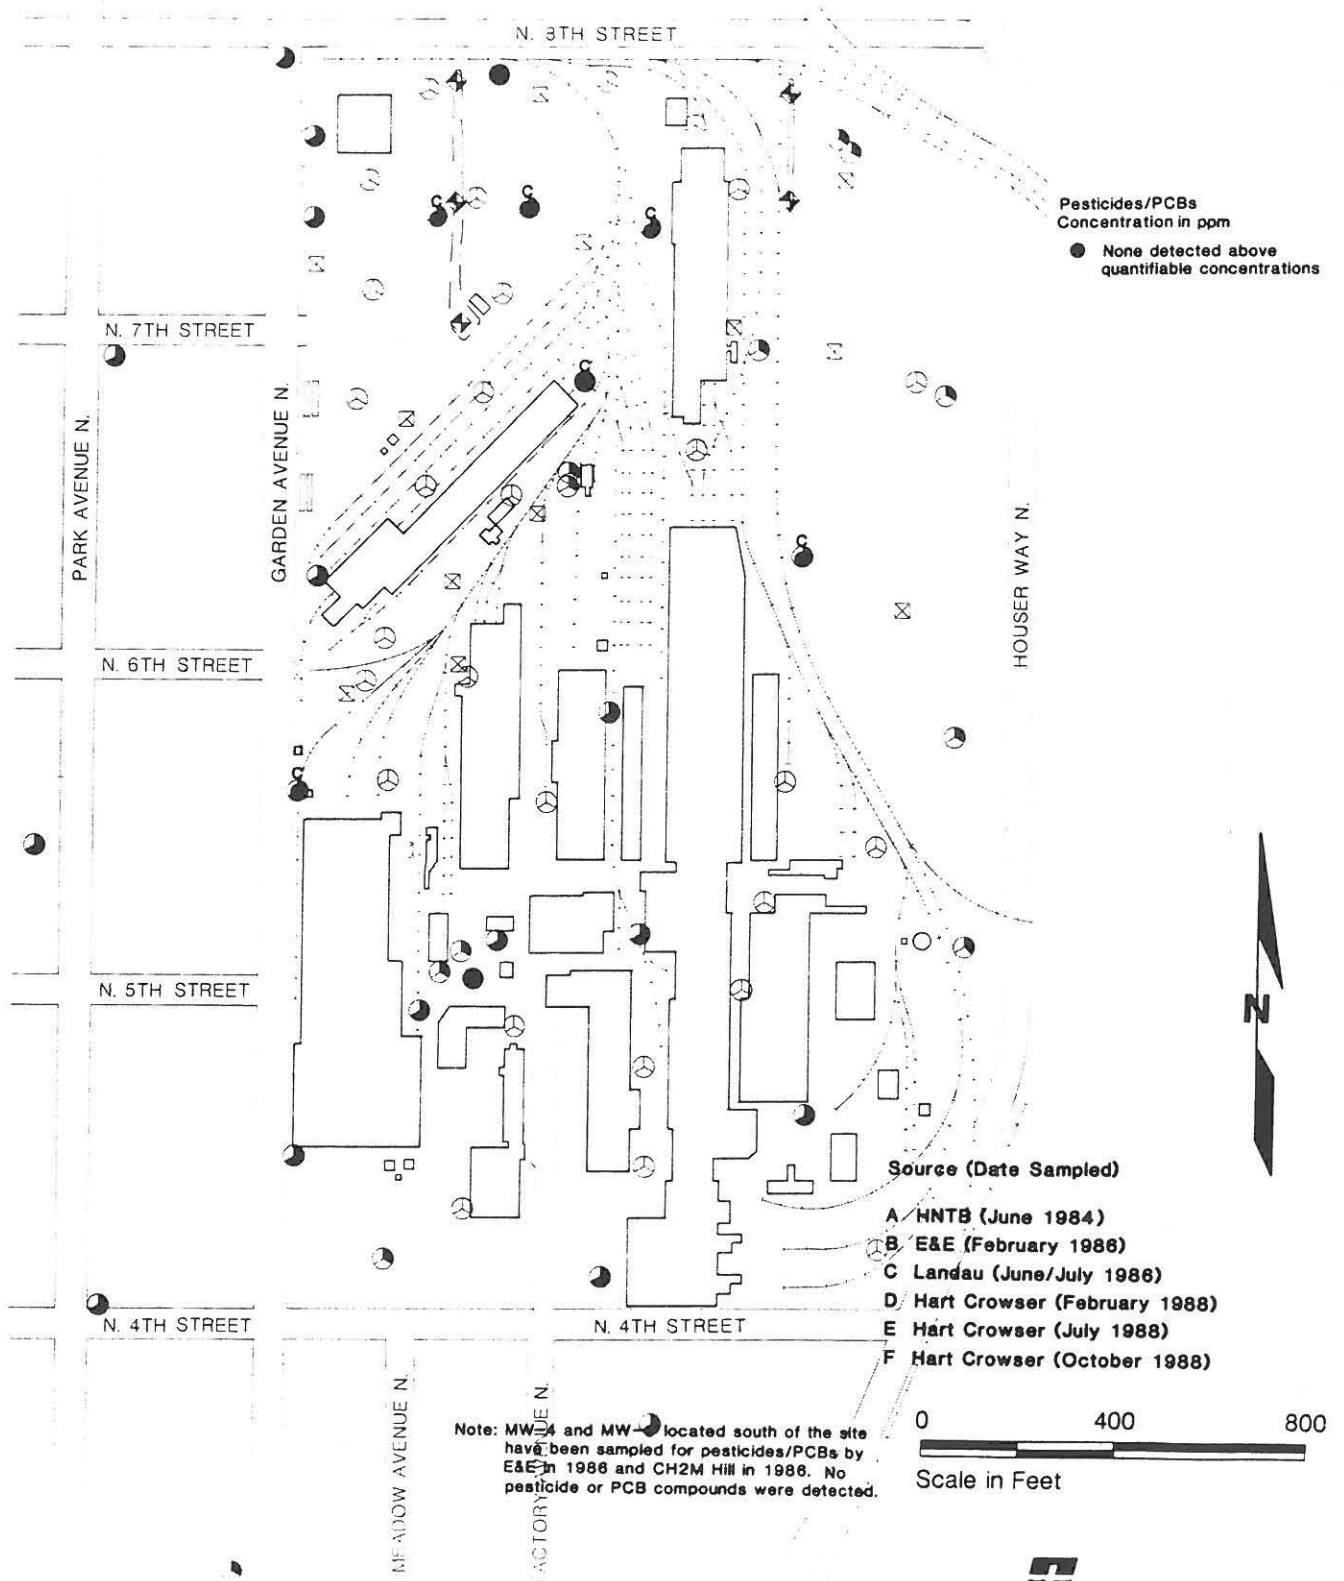 N. 8TH STREET
Pesticides/PCBs
Concentration in ppm
None detected above
quantifiable concentrations
C
C
C
N. 7TH STREET
C
PARK AVENUE N.
GARDEN AVENUE N.
HOUSER WAY N.
C
N. 6TH STREET
C
N. 5TH STREET
N
Source (Date Sampled)
A HNTB (June 1984)
B E&E (February 1986)
C Landau (June/July 1986)
D Hart Crowser (February 1988)
E Hart Crowser (July 1988)
F Hart Crowser (October 1988)
N. 4TH STREET
N. 4TH STREET
MEADOW AVENUE N.
ACTORY AVENUE N.
Note: MW-4 and MW- located south of the site
have been sampled for pesticides/PCBs by
E&E in 1986 and CH2M Hill in 1986. No
pesticide or PCB compounds were detected.
0 400 800
Scale in Feet